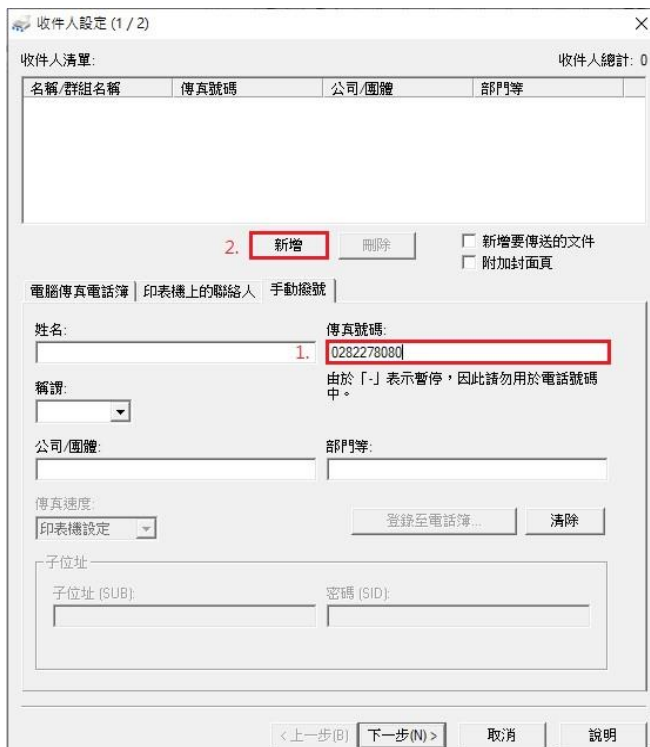 收件人設定 (1 / 2)
收件人清單: 收件人總計: 0
名稱/群組名稱 傳真號碼 公司/團體 部門等
2. 新增 刪除 新增要傳送的文件
附加封面頁
電腦傳真電話簿 印表機上的聯絡人 手動撥號
姓名: 傳真號碼:
1. 0282278080
由於「-」表示暫停，因此請勿用於電話號碼
中。
稱謂:
公司/團體: 部門等:
傳真速度:
印表機設定 登錄至電話簿... 清除
子位址
子位址 (SUB): 密碼 (SID):
<上一步(B) 下一步(N) > 取消 說明